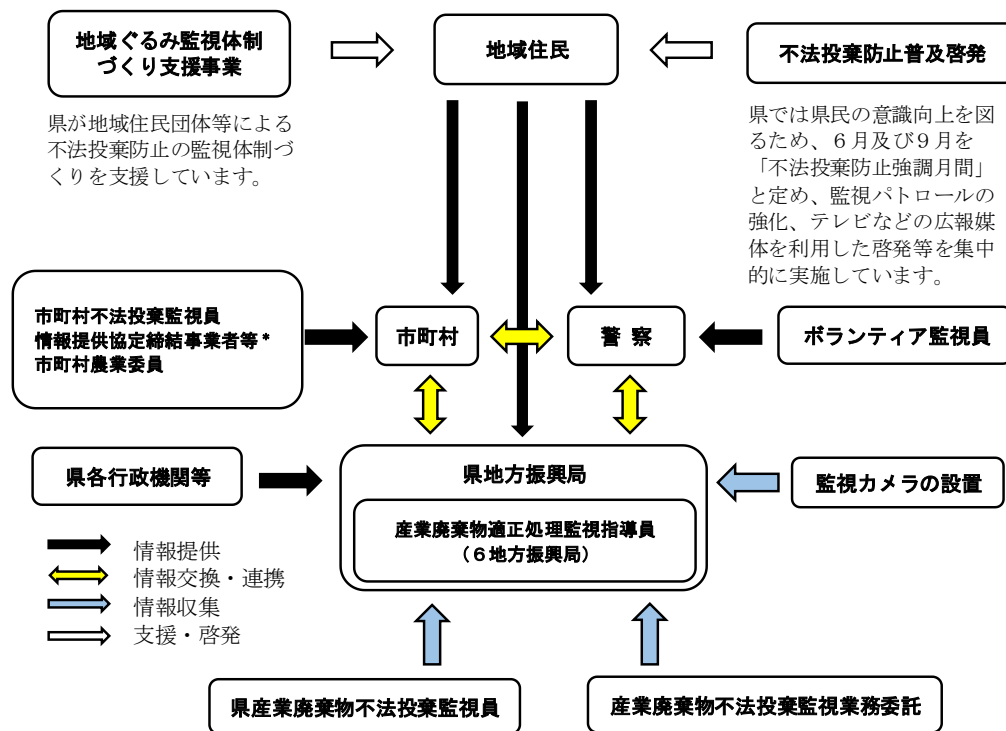 地域ぐるみ監視体制
づくり支援事業
地域住民
不法投棄防止普及啓発
県が地域住民団体等による
不法投棄防止の監視体制づ
くりを支援しています。
県では県民の意識向上を図
るため、６月及び９月を
「不法投棄防止強調月間」
と定め、監視パトロールの
強化、テレビなどの広報媒
体を利用した啓発等を集中
的に実施しています。
市町村不法投棄監視員
情報提供協定締結事業者等*
市町村農業委員
市町村
警 察
ボランティア監視員
県各行政機関等
県地方振興局
産業廃棄物適正処理監視指導員
（６地方振興局）
監視カメラの設置
情報提供
情報交換・連携
情報収集
支援・啓発
県産業廃棄物不法投棄監視員
産業廃棄物不法投棄監視業務委託